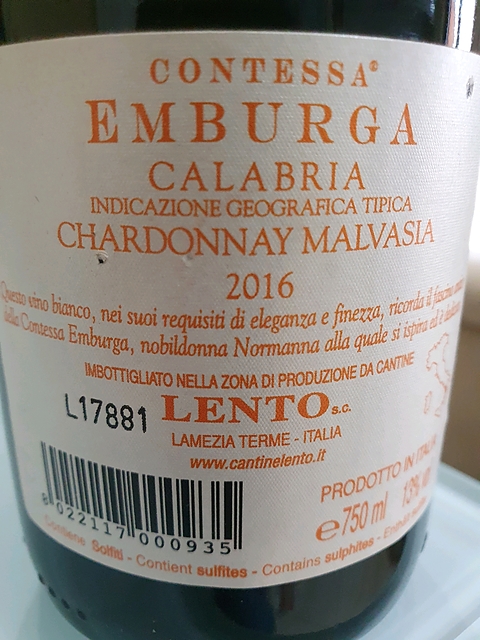 CONTESSA®
EMBURGA
CALABRIA
INDICAZIONE GEOGRAFICA TIPICA
CHARDONNAY MALVASIA
2016
Questo vino bianco, nei suoi requisiti di eleganza e finezza, ricorda il fascino
della Contessa Emburga, nobildonna Normanna alla quale si ispira ed è
IMBOTTIGLIATO NELLA ZONA DI PRODUZIONE DA CANTINE
L17881
LENTO s.c.
LAMEZIA TERME - ITALIA
www.cantinelento.it
PRODOTTO IN ITALIA
e 750 ml 13% vol
8 022117 000935
Contiene Solfiti - Contient sulfites - Contains sulphites -